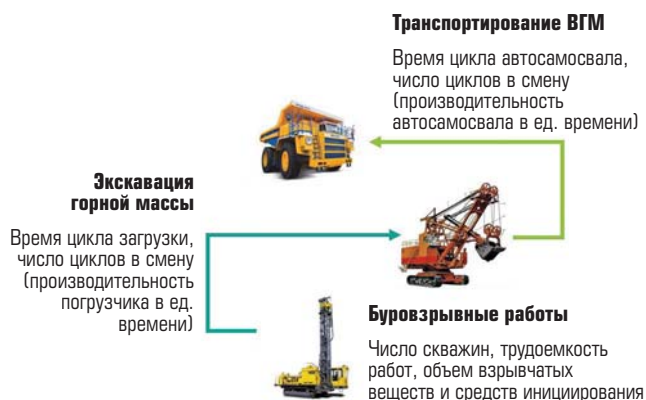 Транспортирование ВГМ
Время цикла автосамосвала,
число циклов в смену
(производительность
автосамосвала в ед. времени)
Экскавация
горной массы
Время цикла загрузки,
число циклов в смену
(производительность
погрузчика в ед.
времени)
Буровзрывные работы
Число скважин, трудоемкость
работ, объем взрывчатых
веществ и средств инициирования